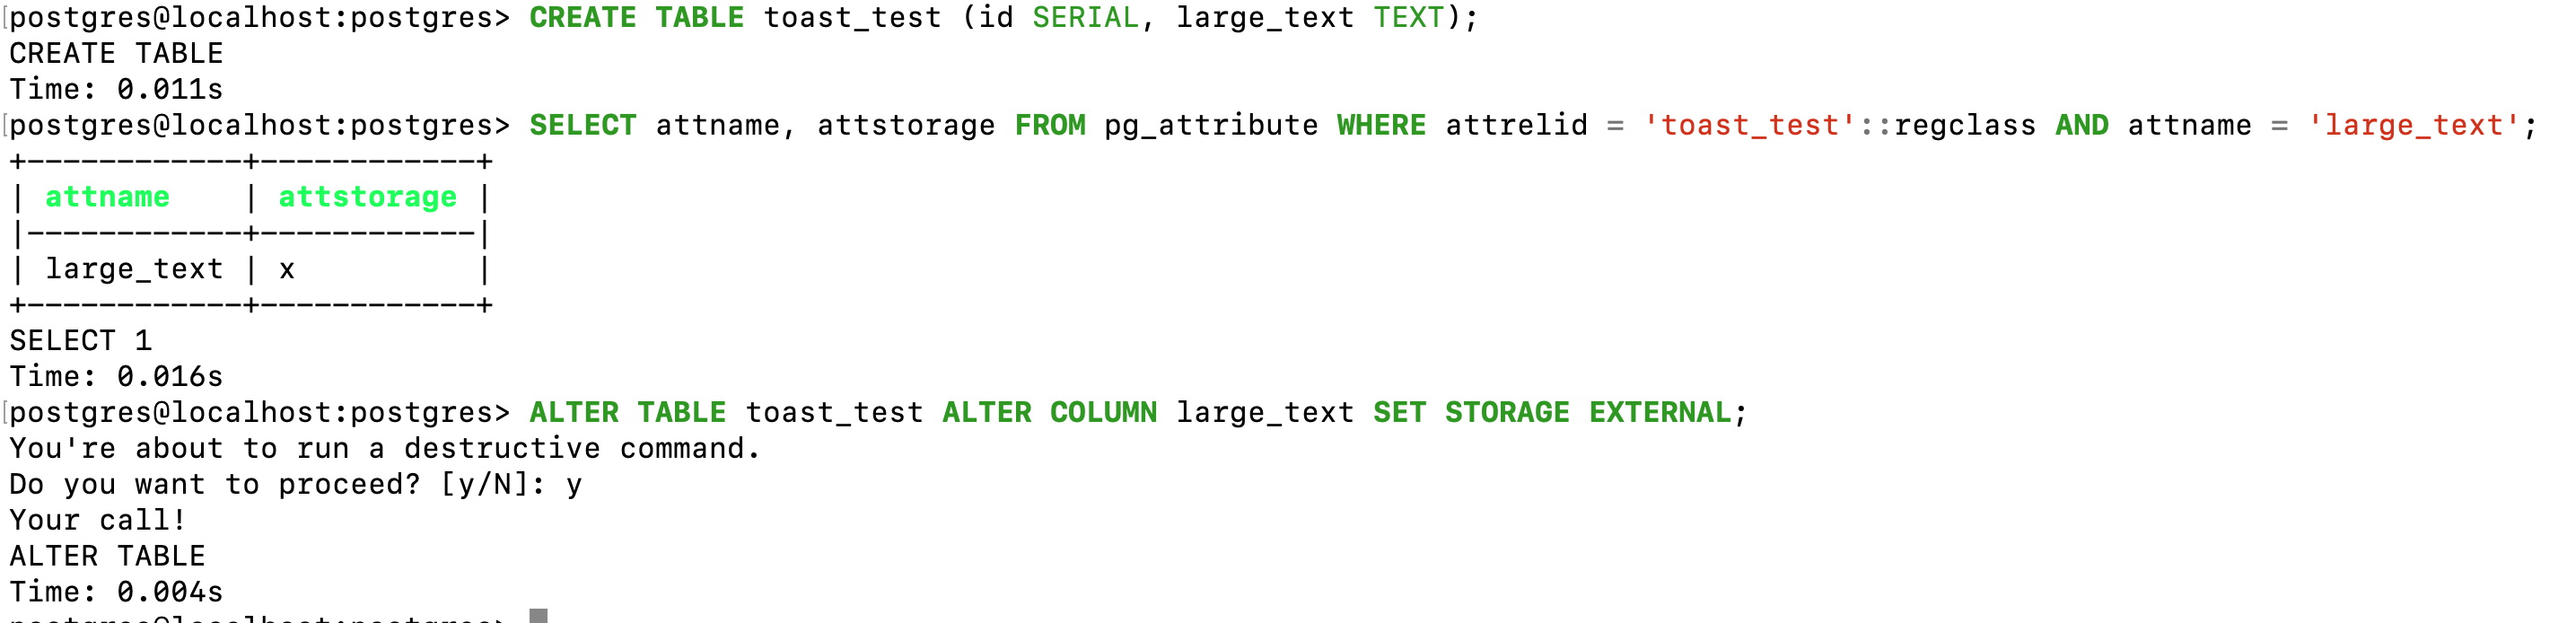 postgres@localhost:postgres> CREATE TABLE toast_test (id SERIAL, large_text TEXT);
CREATE TABLE
Time: 0.011s
postgres@localhost:postgres> SELECT attname, attstorage FROM pg_attribute WHERE attrelid = 'toast_test'::regclass AND attname = 'large_text';
+------------+------------+
| attname    | attstorage |
|------------+------------|
| large_text | x          |
+------------+------------+
SELECT 1
Time: 0.016s
postgres@localhost:postgres> ALTER TABLE toast_test ALTER COLUMN large_text SET STORAGE EXTERNAL;
You're about to run a destructive command.
Do you want to proceed? [y/N]: y
Your call!
ALTER TABLE
Time: 0.004s
postgres@localhost:postgres>